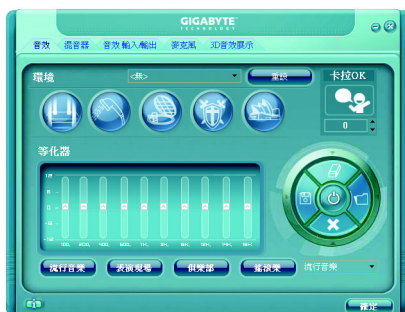 GIGABYTE
TECHNOLOGY
音效 混音器 音效輸入/輸出 麥克風 3D音效展示
環境 <無> 重設 卡拉OK
0
等化器
流行音樂 表演現場 俱樂部 搖滾樂 流行音樂
確定